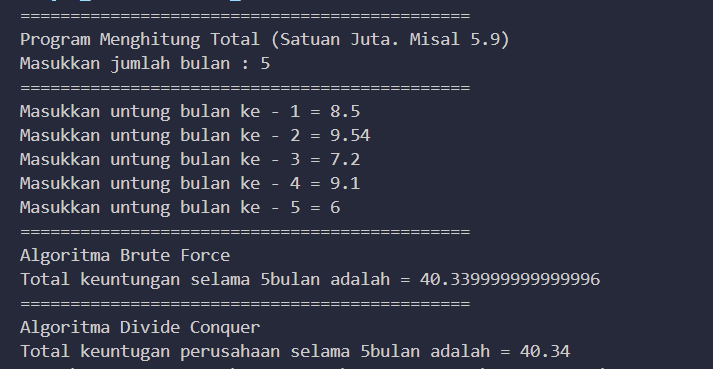 =============================================
Program Menghitung Total (Satuan Juta. Misal 5.9)
Masukkan jumlah bulan : 5
=============================================
Masukkan untung bulan ke - 1 = 8.5
Masukkan untung bulan ke - 2 = 9.54
Masukkan untung bulan ke - 3 = 7.2
Masukkan untung bulan ke - 4 = 9.1
Masukkan untung bulan ke - 5 = 6
=============================================
Algoritma Brute Force
Total keuntungan selama 5bulan adalah = 40.339999999999996
=============================================
Algoritma Divide Conquer
Total keuntugan perusahaan selama 5bulan adalah = 40.34